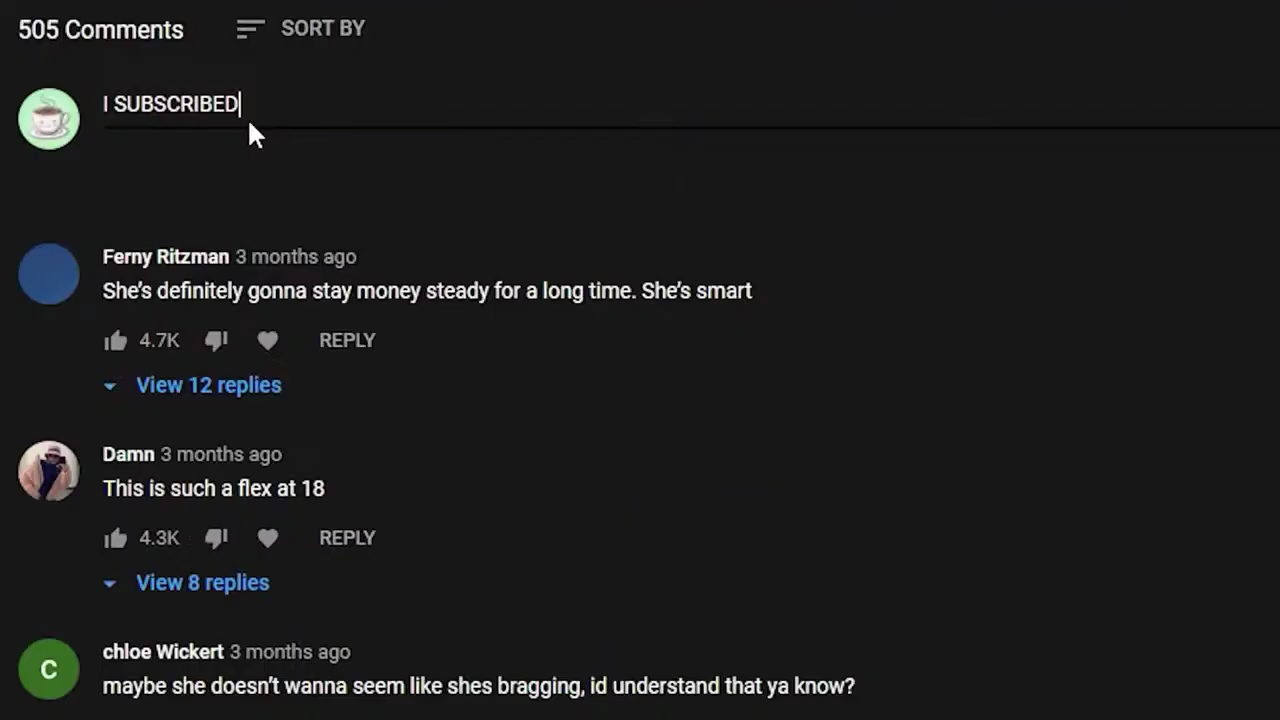 505 Comments SORT BY
I SUBSCRIBED
Ferny Ritzman 3 months ago
She’s definitely gonna stay money steady for a long time. She’s smart
4.7K REPLY
View 12 replies
Damn 3 months ago
This is such a flex at 18
4.3K REPLY
View 8 replies
C
chloe Wickert 3 months ago
maybe she doesn’t wanna seem like shes bragging, id understand that ya know?